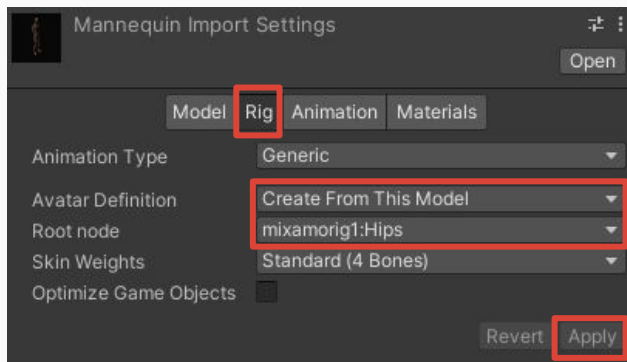 Mannequin Import Settings
Open
Model Rig Animation Materials
Animation Type Generic
Avatar Definition Create From This Model
Root node mixamorig1:Hips
Skin Weights Standard (4 Bones)
Optimize Game Objects
Revert Apply